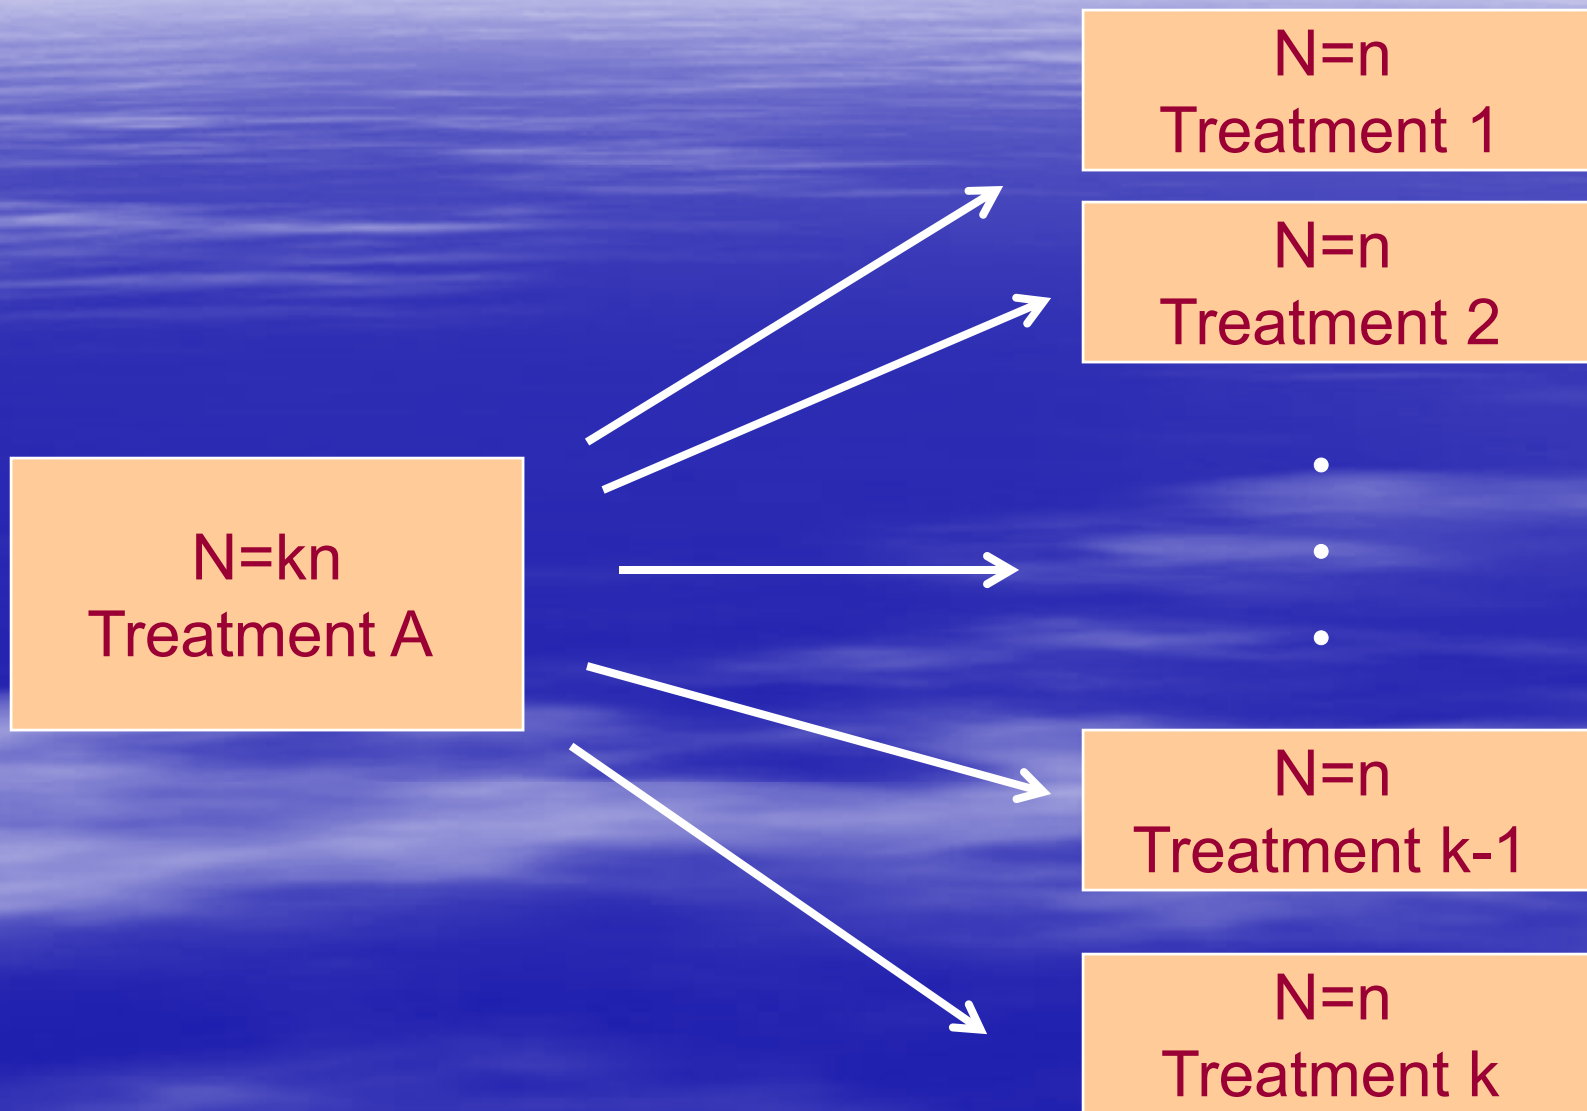 N=n
Treatment 1
N=n
Treatment 2
N=kn
Treatment A
N=n
Treatment k-1
N=n
Treatment k